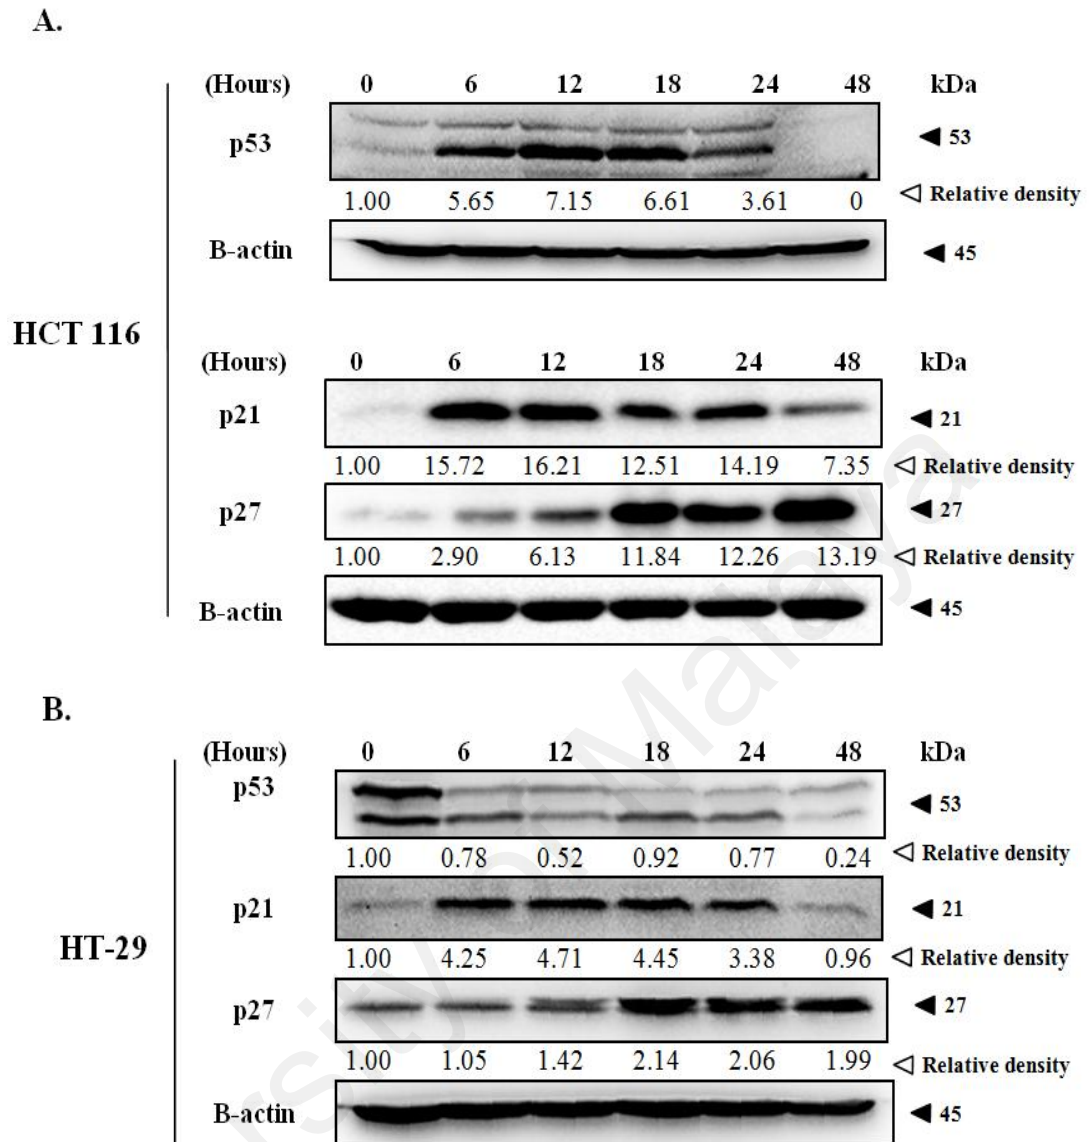 A.
(Hours) 0 6 12 18 24 48 kDa
p53 53
1.00 5.65 7.15 6.61 3.61 0 Relative density
B-actin 45
HCT 116
(Hours) 0 6 12 18 24 48 kDa
p21 21
1.00 15.72 16.21 12.51 14.19 7.35 Relative density
p27 27
1.00 2.90 6.13 11.84 12.26 13.19 Relative density
B-actin 45
B.
(Hours) 0 6 12 18 24 48 kDa
p53 53
1.00 0.78 0.52 0.92 0.77 0.24 Relative density
p21 21
HT-29
1.00 4.25 4.71 4.45 3.38 0.96 Relative density
p27 27
1.00 1.05 1.42 2.14 2.06 1.99 Relative density
B-actin 45
of Malaya